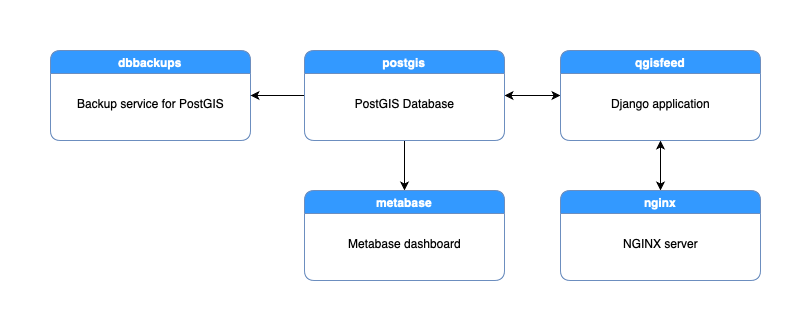 dbbackups
Backup service for PostGIS
postgis
PostGIS Database
qgisfeed
Django application
metabase
Metabase dashboard
nginx
NGINX server